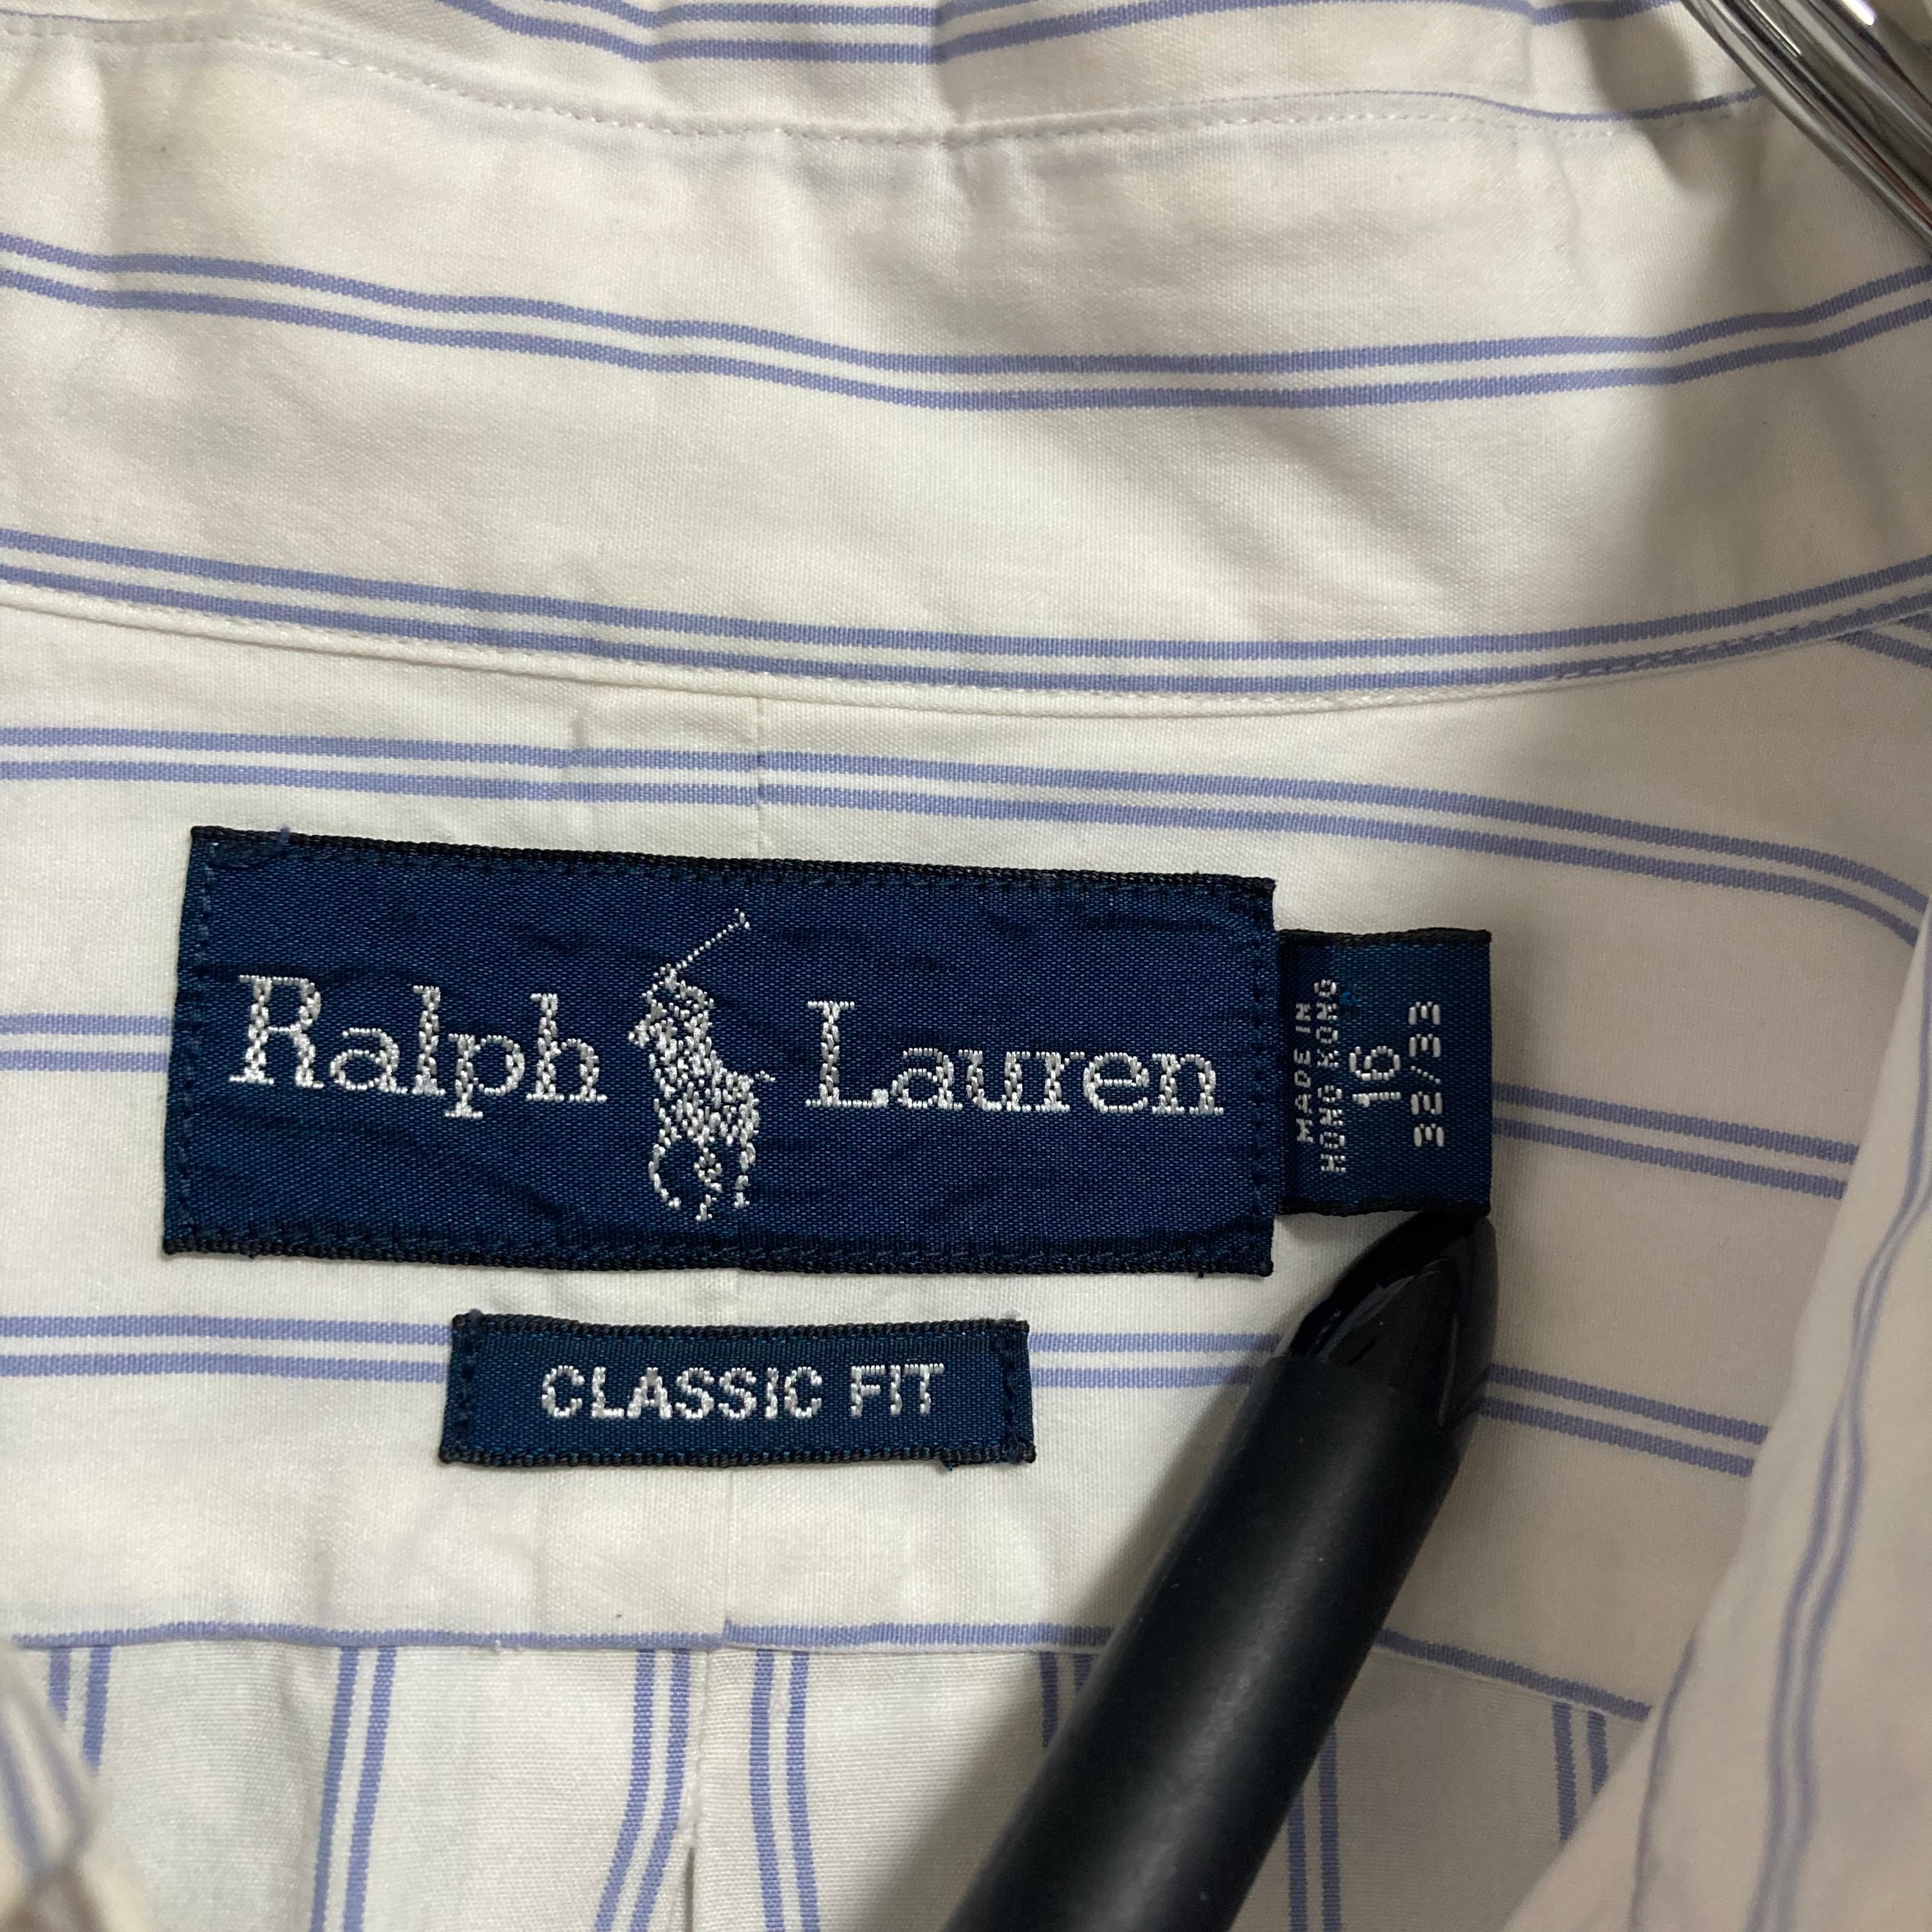 Ralph Lauren
MADE IN
HONG KONG
16
32/33
CLASSIC FIT